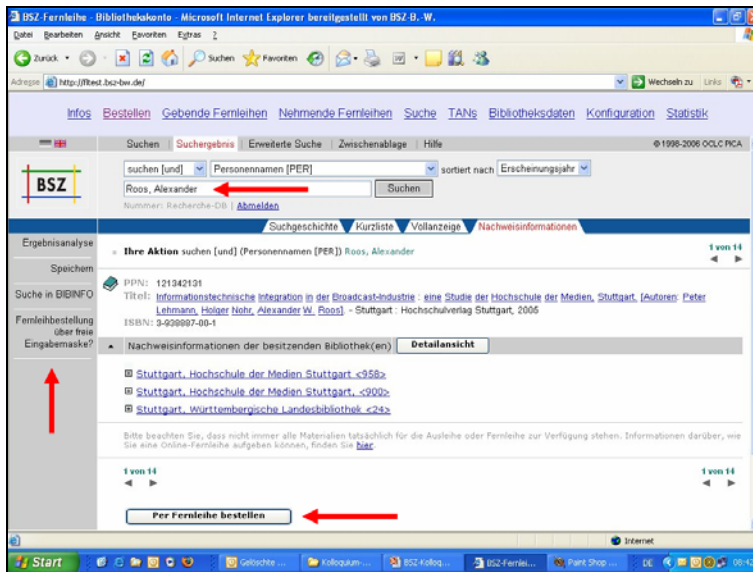 BSZ-Fernleihe - Bibliothekskonto - Microsoft Internet Explorer bereitgestellt von BSZ-B.-W.
Datei Bearbeiten Ansicht Favoriten Extras ?
Zurück Suchen Favoriten
Adresse http://fltest.bsz-bw.de/ Wechseln zu Links
Infos Bestellen Gebende Fernleihen Nehmende Fernleihen Suche TANs Bibliotheksdaten Konfiguration Statistik
Suchen | Suchergebnis | Erweiterte Suche | Zwischenablage | Hilfe © 1998-2006 OCLC PICA
suchen [und] Personennamen [PER] sortiert nach Erscheinungsjahr
BSZ
Roos, Alexander Suchen
Nummer: Recherche-DB | Abmelden
Suchgeschichte Kurzliste Vollanzeige Nachweisinformationen
Ergebnisanalyse
Speichern
Suche in BIBINFO
Fernleihbestellung
über freie
Eingabemaske?
Ihre Aktion suchen [und] (Personennamen [PER]) Roos, Alexander 1 von 14
PPN: 121342131
Titel: Informationstechnische Integration in der Broadcast-Industrie : eine Studie der Hochschule der Medien, Stuttgart. [Autoren: Peter
Lehmann, Holger Nohr, Alexander W. Roos]. - Stuttgart : Hochschulverlag Stuttgart, 2005
ISBN: 3-938887-00-1
Nachweisinformationen der besitzenden Bibliothek(en) Detailansicht
Stuttgart, Hochschule der Medien Stuttgart <958>
Stuttgart, Hochschule der Medien Stuttgart, <900>
Stuttgart, Württembergische Landesbibliothek <24>
Bitte beachten Sie, dass nicht immer alle Materialien tatsächlich für die Ausleihe oder Fernleihe zur Verfügung stehen. Informationen darüber, wie
Sie eine Online-Fernleihe aufgeben können, finden Sie hier.
1 von 14 1 von 14
Per Fernleihe bestellen
Internet
Start Gelöschte ... Kolloquium-... BSZ-Kolloq... BSZ-Fernlei... Paint Shop ... DE